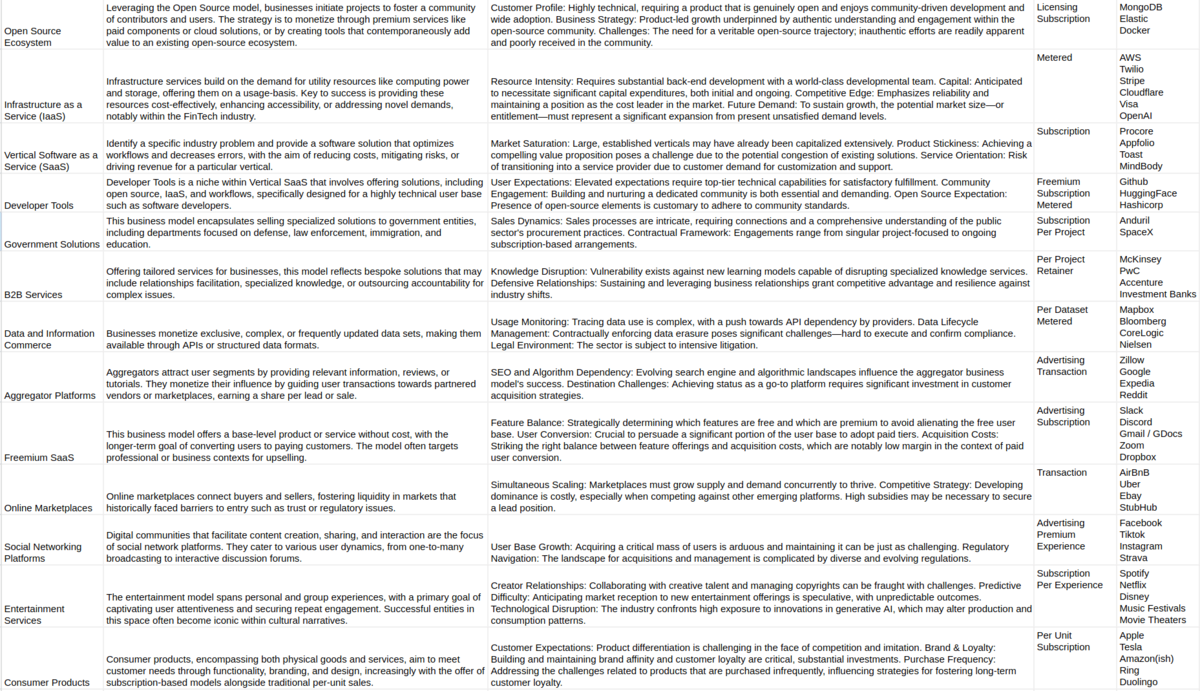 Open Source
Ecosystem
Leveraging the Open Source model, businesses initiate projects to foster a community
of contributors and users. The strategy is to monetize through premium services like
paid components or cloud solutions, or by creating tools that contemporaneously add
value to an existing open-source ecosystem.
Customer Profile: Highly technical, requiring a product that is genuinely open and enjoys community-driven development and
wide adoption. Business Strategy: Product-led growth underpinned by authentic understanding and engagement within the
open-source community. Challenges: The need for a veritable open-source trajectory; inauthentic efforts are readily apparent
and poorly received in the community.
Licensing
Subscription
MongoDB
Elastic
Docker
Infrastructure as a
Service (IaaS)
Infrastructure services build on the demand for utility resources like computing power
and storage, offering them on a usage-basis. Key to success is providing these
resources cost-effectively, enhancing accessibility, or addressing novel demands,
notably within the FinTech industry.
Resource Intensity: Requires substantial back-end development with a world-class developmental team. Capital: Anticipated
to necessitate significant capital expenditures, both initial and ongoing. Competitive Edge: Emphasizes reliability and
maintaining a position as the cost leader in the market. Future Demand: To sustain growth, the potential market size—or
entitlement—must represent a significant expansion from present unsatisfied demand levels.
Metered
AWS
Twilio
Stripe
Cloudflare
Visa
OpenAI
Vertical Software as a
Service (SaaS)
Identify a specific industry problem and provide a software solution that optimizes
workflows and decreases errors, with the aim of reducing costs, mitigating risks, or
driving revenue for a particular vertical.
Market Saturation: Large, established verticals may have already been capitalized extensively. Product Stickiness: Achieving a
compelling value proposition poses a challenge due to the potential congestion of existing solutions. Service Orientation: Risk
of transitioning into a service provider due to customer demand for customization and support.
Subscription
Procore
Appfolio
Toast
MindBody
Developer Tools
Developer Tools is a niche within Vertical SaaS that involves offering solutions, including
open source, IaaS, and workflows, specifically designed for a highly technical user base
such as software developers.
User Expectations: Elevated expectations require top-tier technical capabilities for satisfactory fulfillment. Community
Engagement: Building and nurturing a dedicated community is both essential and demanding. Open Source Expectation:
Presence of open-source elements is customary to adhere to community standards.
Freemium
Subscription
Metered
Github
HuggingFace
Hashicorp
Government Solutions
This business model encapsulates selling specialized solutions to government entities,
including departments focused on defense, law enforcement, immigration, and
education.
Sales Dynamics: Sales processes are intricate, requiring connections and a comprehensive understanding of the public
sector's procurement practices. Contractual Framework: Engagements range from singular project-focused to ongoing
subscription-based arrangements.
Subscription
Per Project
Anduril
SpaceX
B2B Services
Offering tailored services for businesses, this model reflects bespoke solutions that may
include relationships facilitation, specialized knowledge, or outsourcing accountability for
complex issues.
Knowledge Disruption: Vulnerability exists against new learning models capable of disrupting specialized knowledge services.
Defensive Relationships: Sustaining and leveraging business relationships grant competitive advantage and resilience against
industry shifts.
Per Project
Retainer
McKinsey
PwC
Accenture
Investment Banks
Data and Information
Commerce
Businesses monetize exclusive, complex, or frequently updated data sets, making them
available through APIs or structured data formats.
Usage Monitoring: Tracing data use is complex, with a push towards API dependency by providers. Data Lifecycle
Management: Contractually enforcing data erasure poses significant challenges—hard to execute and confirm compliance.
Legal Environment: The sector is subject to intensive litigation.
Per Dataset
Metered
Mapbox
Bloomberg
CoreLogic
Nielsen
Aggregator Platforms
Aggregators attract user segments by providing relevant information, reviews, or
tutorials. They monetize their influence by guiding user transactions towards partnered
vendors or marketplaces, earning a share per lead or sale.
SEO and Algorithm Dependency: Evolving search engine and algorithmic landscapes influence the aggregator business
model's success. Destination Challenges: Achieving status as a go-to platform requires significant investment in customer
acquisition strategies.
Advertising
Transaction
Zillow
Google
Expedia
Reddit
Freemium SaaS
This business model offers a base-level product or service without cost, with the
longer-term goal of converting users to paying customers. The model often targets
professional or business contexts for upselling.
Feature Balance: Strategically determining which features are free and which are premium to avoid alienating the free user
base. User Conversion: Crucial to persuade a significant portion of the user base to adopt paid tiers. Acquisition Costs:
Striking the right balance between feature offerings and acquisition costs, which are notably low margin in the context of paid
user conversion.
Advertising
Subscription
Slack
Discord
Gmail / GDocs
Zoom
Dropbox
Online Marketplaces
Online marketplaces connect buyers and sellers, fostering liquidity in markets that
historically faced barriers to entry such as trust or regulatory issues.
Simultaneous Scaling: Marketplaces must grow supply and demand concurrently to thrive. Competitive Strategy: Developing
dominance is costly, especially when competing against other emerging platforms. High subsidies may be necessary to secure
a lead position.
Transaction
AirBnB
Uber
Ebay
StubHub
Social Networking
Platforms
Digital communities that facilitate content creation, sharing, and interaction are the focus
of social network platforms. They cater to various user dynamics, from one-to-many
broadcasting to interactive discussion forums.
User Base Growth: Acquiring a critical mass of users is arduous and maintaining it can be just as challenging. Regulatory
Navigation: The landscape for acquisitions and management is complicated by diverse and evolving regulations.
Advertising
Premium
Experience
Facebook
Tiktok
Instagram
Strava
Entertainment
Services
The entertainment model spans personal and group experiences, with a primary goal of
captivating user attentiveness and securing repeat engagement. Successful entities in
this space often become iconic within cultural narratives.
Creator Relationships: Collaborating with creative talent and managing copyrights can be fraught with challenges. Predictive
Difficulty: Anticipating market reception to new entertainment offerings is speculative, with unpredictable outcomes.
Technological Disruption: The industry confronts high exposure to innovations in generative AI, which may alter production and
consumption patterns.
Subscription
Per Experience
Spotify
Netflix
Disney
Music Festivals
Movie Theaters
Consumer Products
Consumer products, encompassing both physical goods and services, aim to meet
customer needs through functionality, branding, and design, increasingly with the offer of
subscription-based models alongside traditional per-unit sales.
Customer Expectations: Product differentiation is challenging in the face of competition and imitation. Brand & Loyalty:
Building and maintaining brand affinity and customer loyalty are critical, substantial investments. Purchase Frequency:
Addressing the challenges related to products that are purchased infrequently, influencing strategies for fostering long-term
customer loyalty.
Per Unit
Subscription
Apple
Tesla
Amazon(ish)
Ring
Duolingo